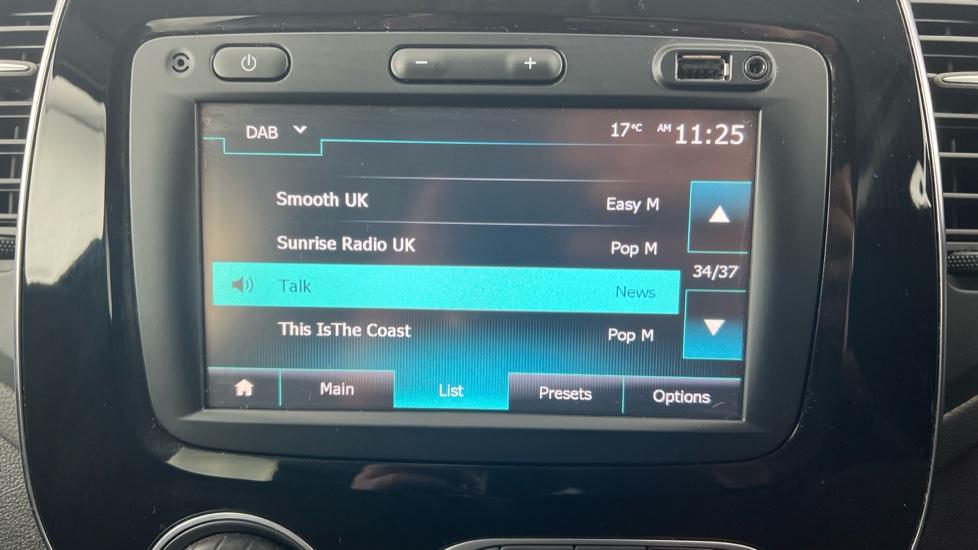 DAB 17°C AM 11:25
Smooth UK Easy M
Sunrise Radio UK Pop M
34/37
Talk News
This IsThe Coast Pop M
Main List Presets Options